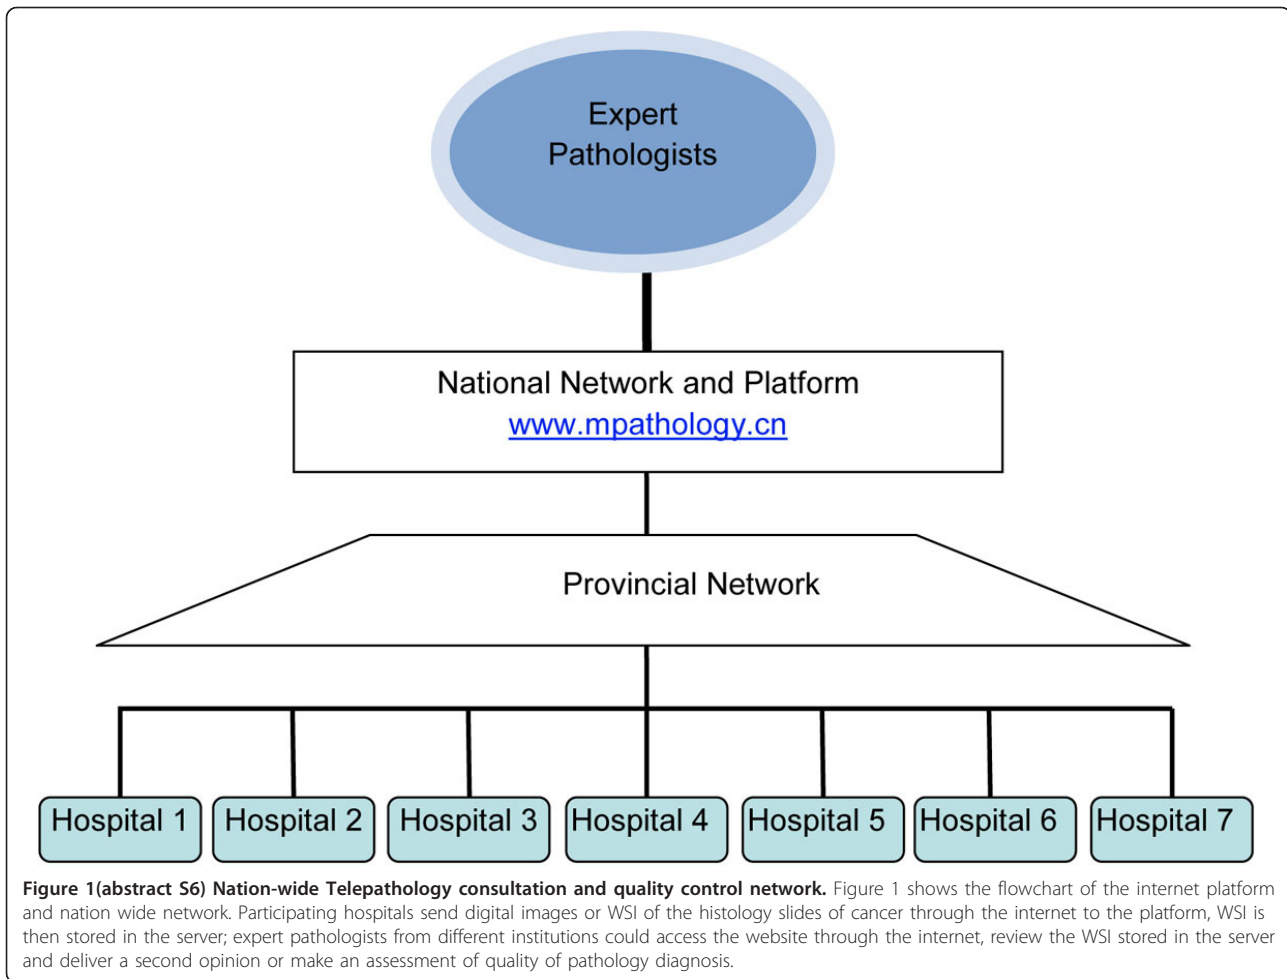 Expert
Pathologists
National Network and Platform
www.mpathology.cn
Provincial Network
Hospital 1 Hospital 2 Hospital 3 Hospital 4 Hospital 5 Hospital 6 Hospital 7
Figure 1(abstract S6) Nation-wide Telepathology consultation and quality control network. Figure 1 shows the flowchart of the internet platform
and nation wide network. Participating hospitals send digital images or WSI of the histology slides of cancer through the internet to the platform, WSI is
then stored in the server; expert pathologists from different institutions could access the website through the internet, review the WSI stored in the server
and deliver a second opinion or make an assessment of quality of pathology diagnosis.